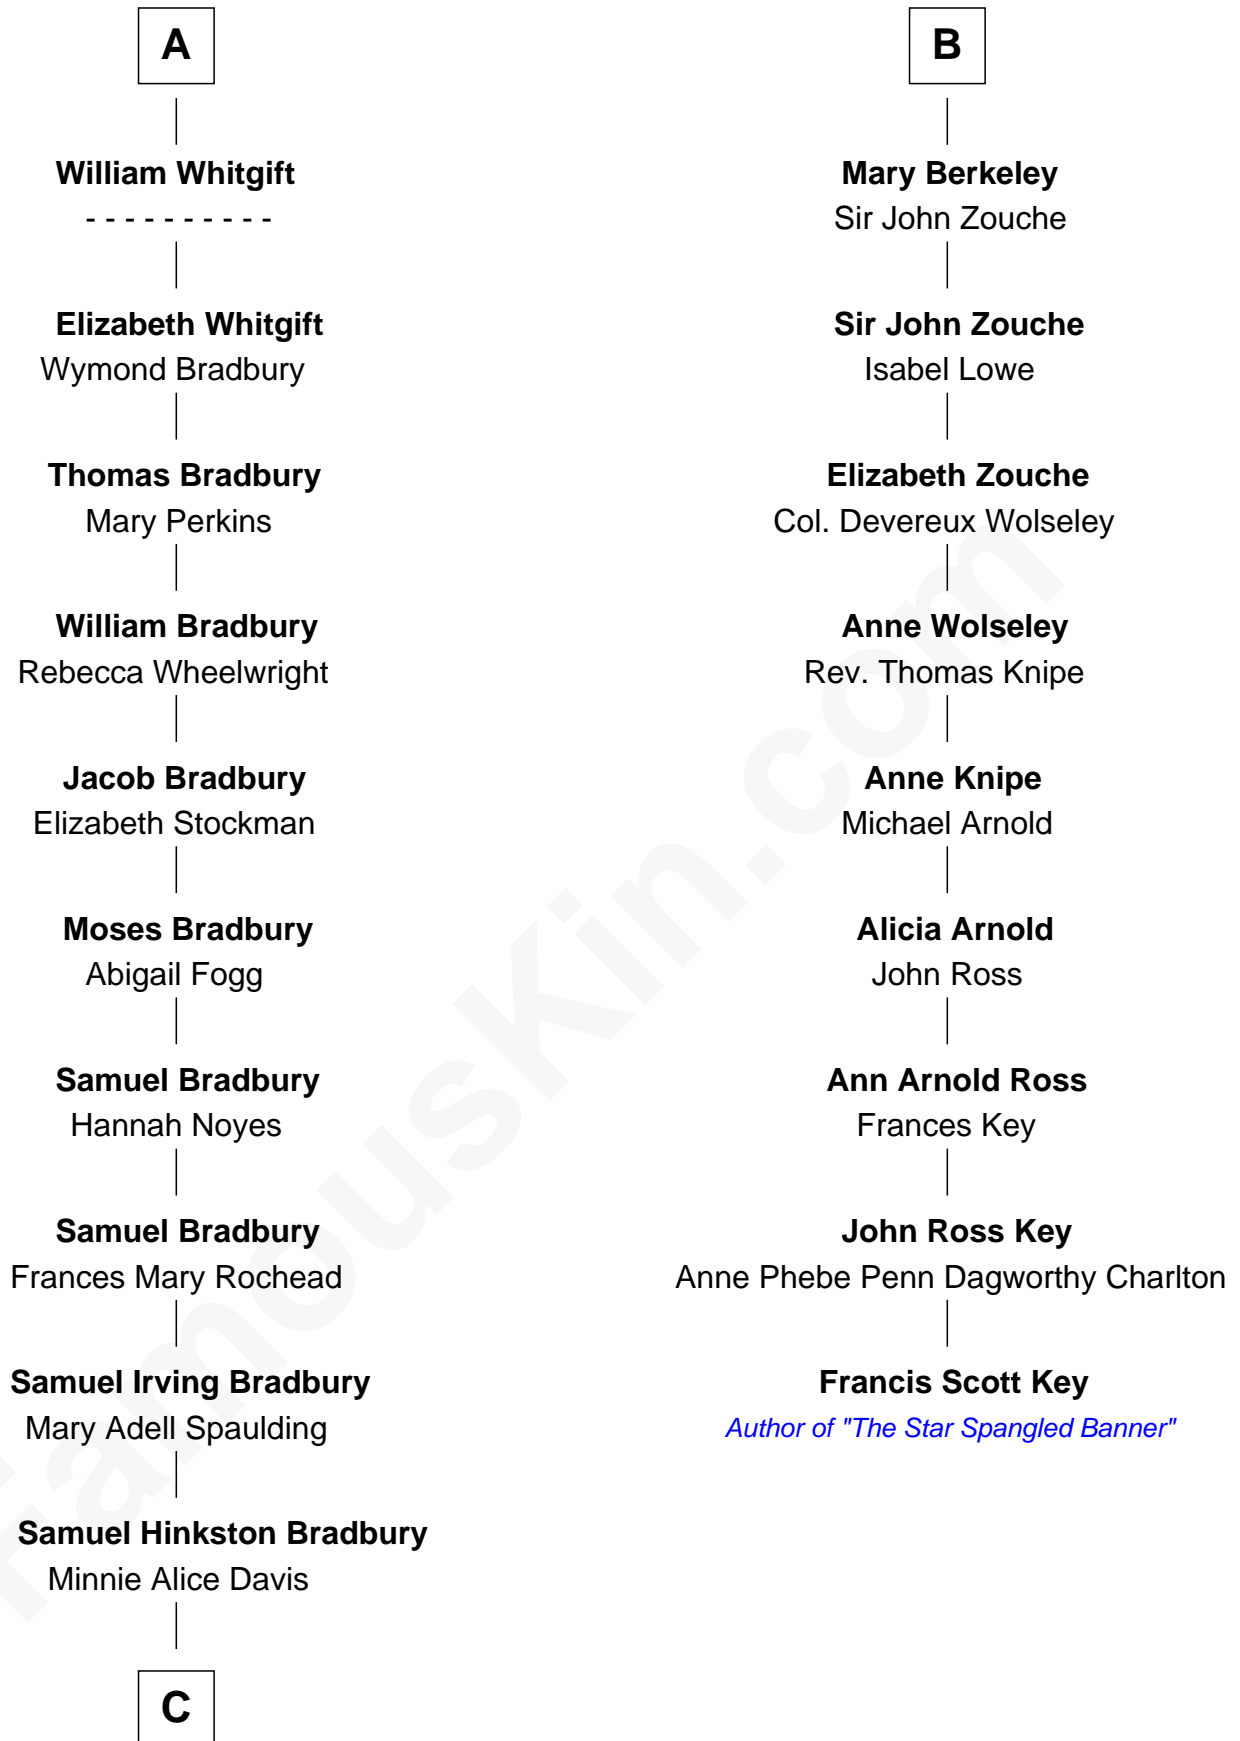 A
William Whitgift
- - - - - - - - - -
Elizabeth Whitgift
Wymond Bradbury
Thomas Bradbury
Mary Perkins
William Bradbury
Rebecca Wheelwright
Jacob Bradbury
Elizabeth Stockman
Moses Bradbury
Abigail Fogg
Samuel Bradbury
Hannah Noyes
Samuel Bradbury
Frances Mary Rochead
Samuel Irving Bradbury
Mary Adell Spaulding
Samuel Hinkston Bradbury
Minnie Alice Davis
C
B
Mary Berkeley
Sir John Zouche
Sir John Zouche
Isabel Lowe
Elizabeth Zouche
Col. Devereux Wolseley
Anne Wolseley
Rev. Thomas Knipe
Anne Knipe
Michael Arnold
Alicia Arnold
John Ross
Ann Arnold Ross
Frances Key
John Ross Key
Anne Phebe Penn Dagworthy Charlton
Francis Scott Key
Author of "The Star Spangled Banner"
FamousKin.com